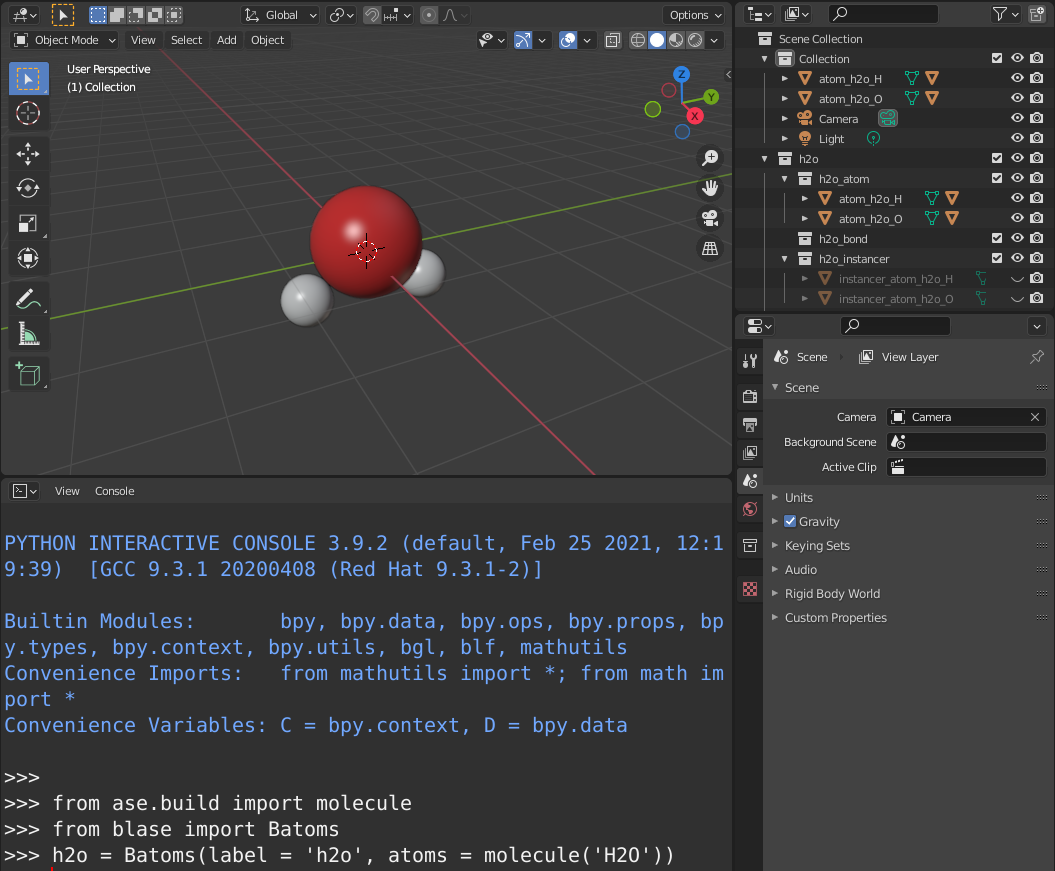 Global
Options
Object Mode
View
Select
Add
Object
User Perspective
(1) Collection
Z
Y
X
Scene Collection
Collection
atom_h2o_H
atom_h2o_O
Camera
Light
h2o
h2o_atom
atom_h2o_H
atom_h2o_O
h2o_bond
h2o_instancer
instancer_atom_h2o_H
instancer_atom_h2o_O
Scene
View Layer
Scene
Camera Camera
Background Scene
Active Clip
Units
Gravity
Keying Sets
Audio
Rigid Body World
Custom Properties
View
Console
PYTHON INTERACTIVE CONSOLE 3.9.2 (default, Feb 25 2021, 12:1
9:39)  [GCC 9.3.1 20200408 (Red Hat 9.3.1-2)]
Builtin Modules:       bpy, bpy.data, bpy.ops, bpy.props, bp
y.types, bpy.context, bpy.utils, bgl, blf, mathutils
Convenience Imports:   from mathutils import *; from math im
port *
Convenience Variables: C = bpy.context, D = bpy.data
>>>
>>> from ase.build import molecule
>>> from blase import Batoms
>>> h2o = Batoms(label = 'h2o', atoms = molecule('H2O'))